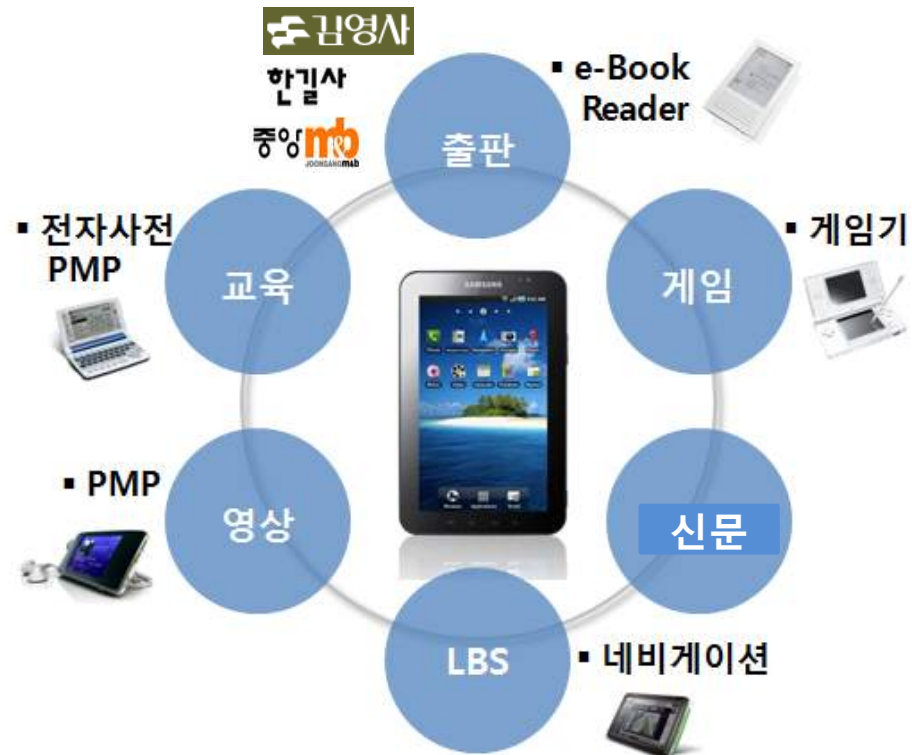 김영사
한길사
중앙m&b
JOONGANGM&B
출판
▪ e-Book
Reader
▪ 전자사전
PMP
교육
게임
▪ 게임기
SAMSUNG
▪ PMP
영상
신문
LBS
▪ 네비게이션